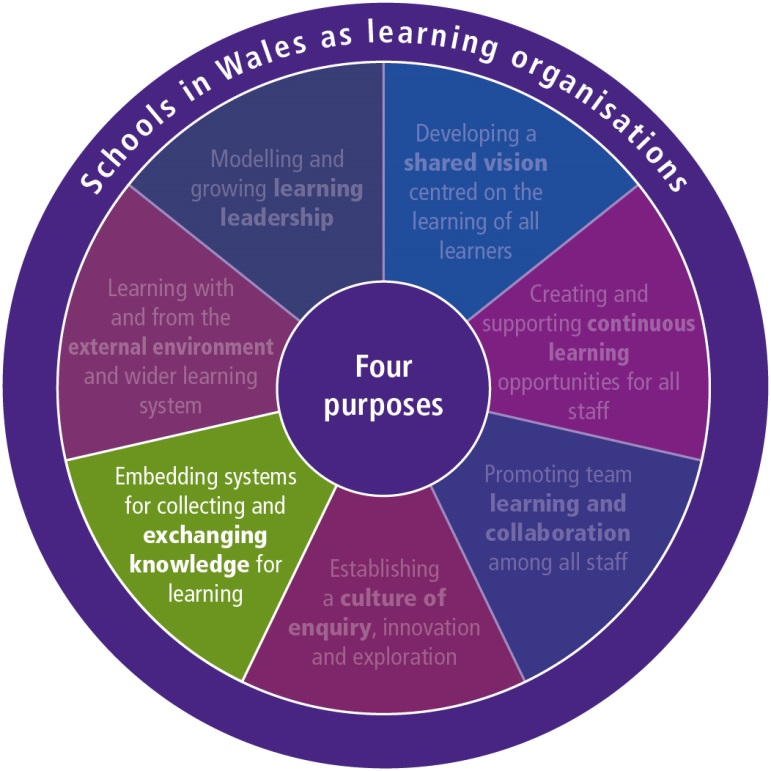 Schools in Wales as learning organisations
Developing a
shared vision
centred on the
learning of all
learners
Creating and
supporting continuous
learning
opportunities for all
staff
Promoting team
learning and
collaboration
among all staff
Establishing
a culture of
enquiry, innovation
and exploration
Embedding systems
for collecting and
exchanging
knowledge for
learning
Learning with
and from the
external environment
and wider learning
system
Modelling and
growing learning
leadership
Four
purposes